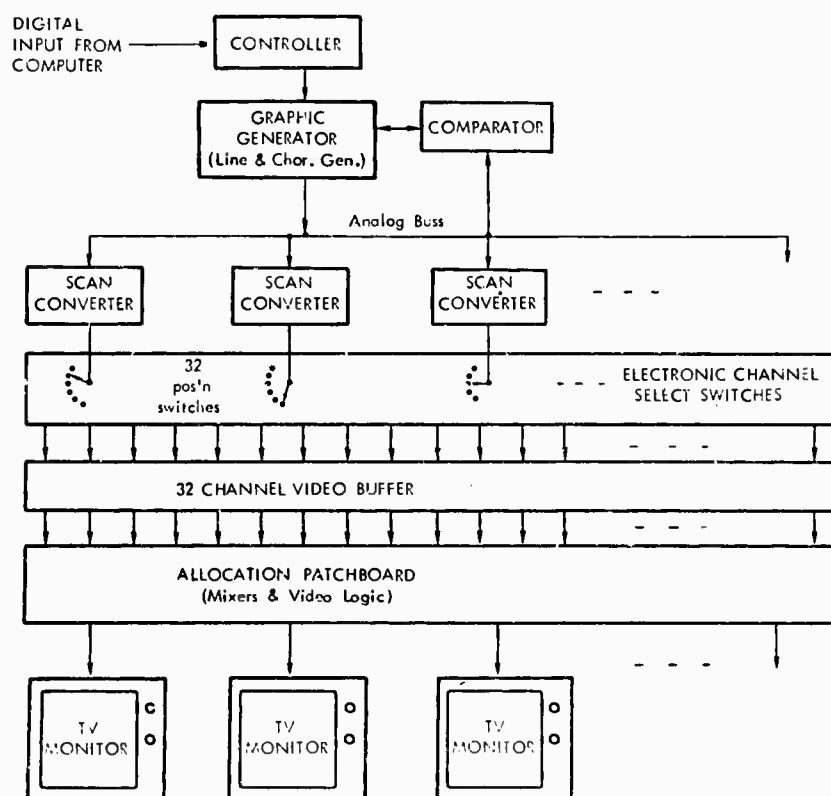 DIGITAL
INPUT FROM
COMPUTER
CONTROLLER
GRAPHIC
GENERATOR
(Line & Char. Gen.)
COMPARATOR
Analog Buss
SCAN
CONVERTER
SCAN
CONVERTER
SCAN
CONVERTER
32
pos'n
switches
ELECTRONIC CHANNEL
SELECT SWITCHES
32 CHANNEL VIDEO BUFFER
ALLOCATION PATCHBOARD
(Mixers & Video Logic)
TV
MONITOR
TV
MONITOR
TV
MONITOR